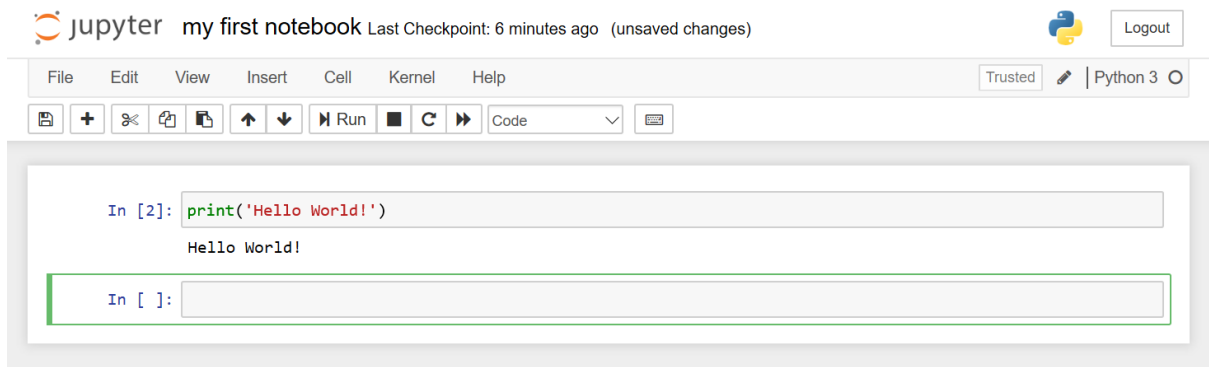 jupyter my first notebook Last Checkpoint: 6 minutes ago (unsaved changes) Logout
File Edit View Insert Cell Kernel Help Trusted Python 3
Run Code
In [2]: print('Hello World!')
Hello World!
In [ ]: